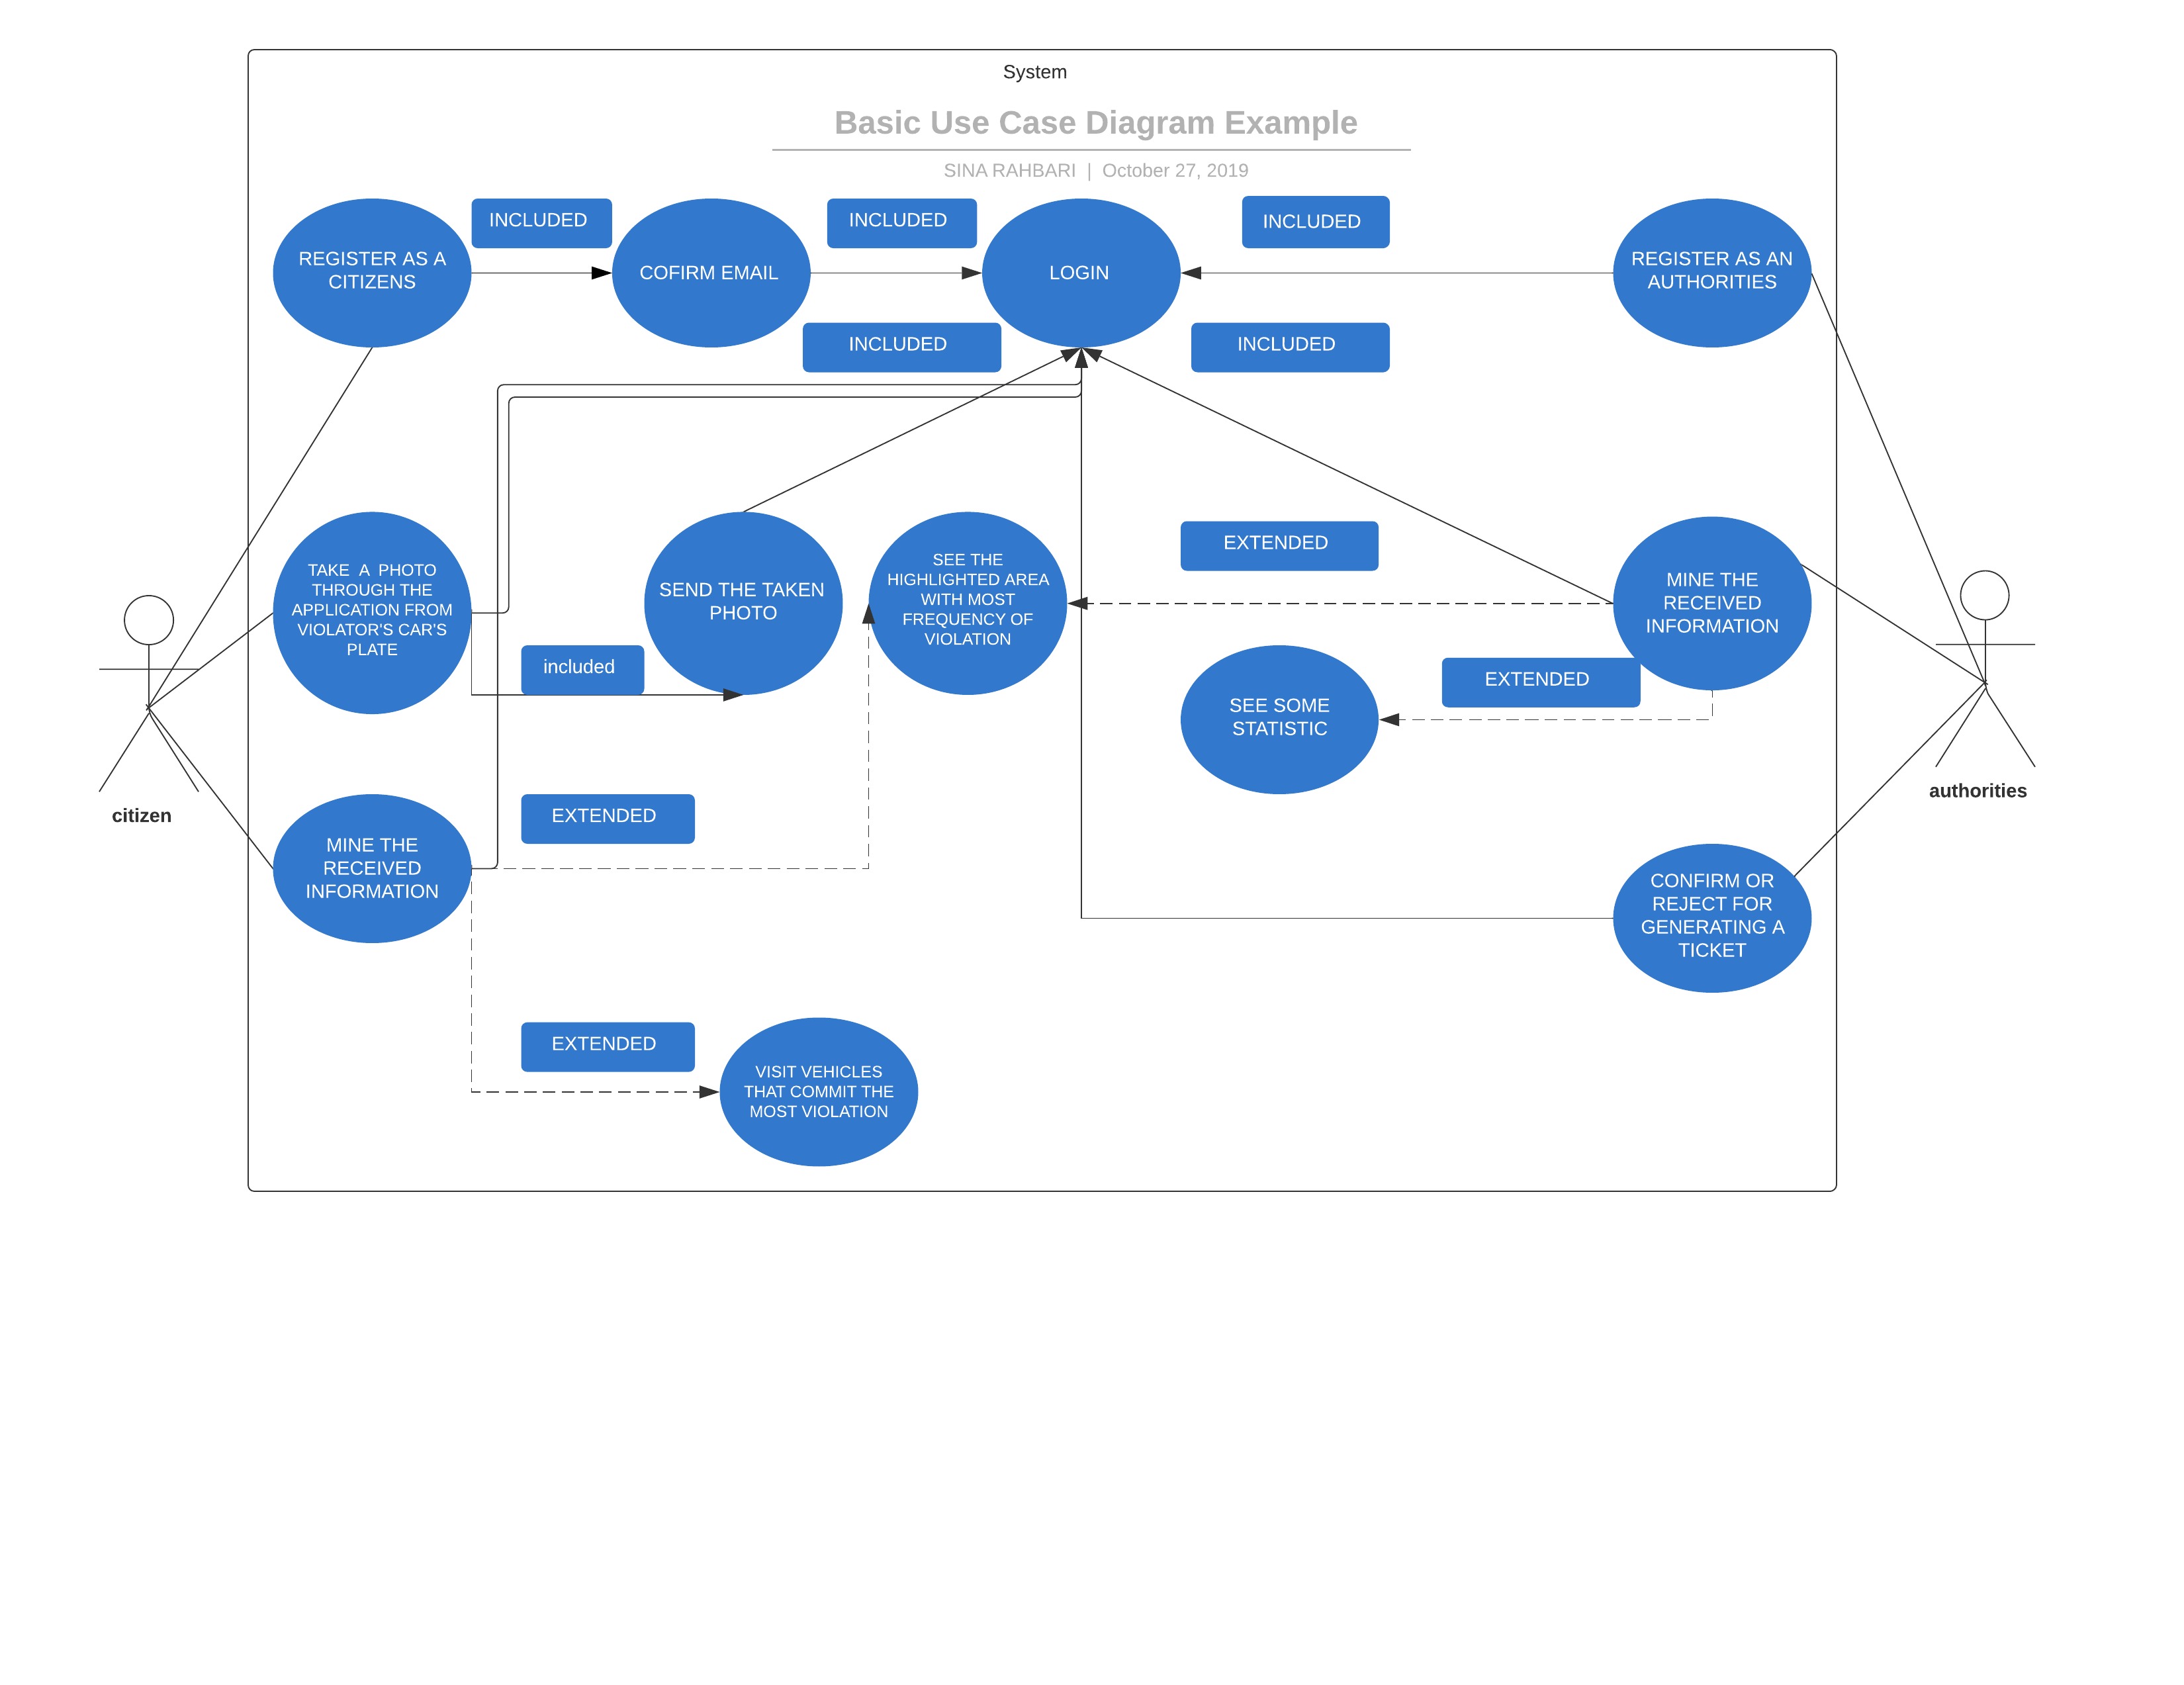 System
Basic Use Case Diagram Example
SINA RAHBARI | October 27, 2019
INCLUDED
INCLUDED
INCLUDED
REGISTER AS A
CITIZENS
COFIRM EMAIL
LOGIN
REGISTER AS AN
AUTHORITIES
INCLUDED
INCLUDED
TAKE A PHOTO
THROUGH THE
APPLICATION FROM
VIOLATOR'S CAR'S
PLATE
SEND THE TAKEN
PHOTO
SEE THE
HIGHLIGHTED AREA
WITH MOST
FREQUENCY OF
VIOLATION
EXTENDED
MINE THE
RECEIVED
INFORMATION
included
EXTENDED
SEE SOME
STATISTIC
citizen
authorities
EXTENDED
MINE THE
RECEIVED
INFORMATION
CONFIRM OR
REJECT FOR
GENERATING A
TICKET
EXTENDED
VISIT VEHICLES
THAT COMMIT THE
MOST VIOLATION